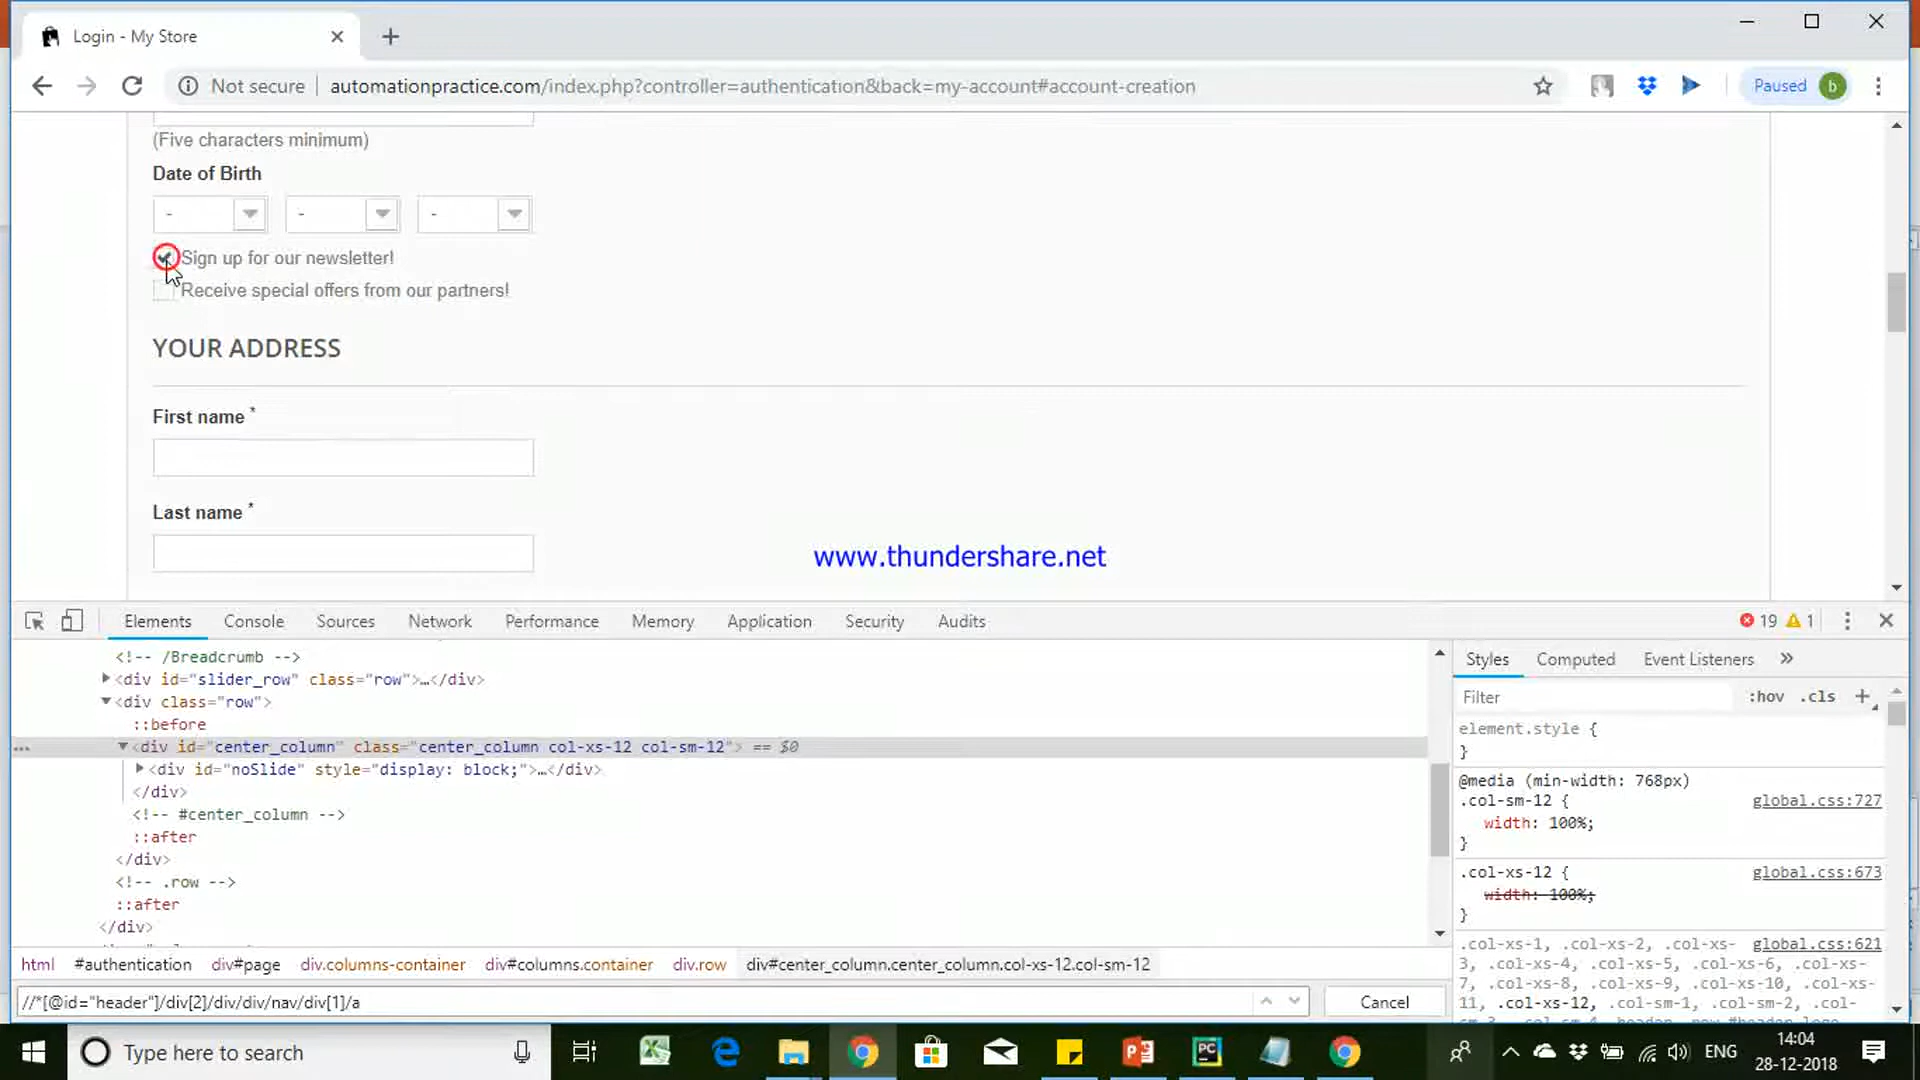 Login - My Store
Not secure
automationpractice.com/index.php?controller=authentication&back=my-account#account-creation
Paused
b
(Five characters minimum)
Date of Birth
-
-
-
Sign up for our newsletter!
Receive special offers from our partners!
YOUR ADDRESS
First name *
Last name *
www.thundershare.net
Elements
Console
Sources
Network
Performance
Memory
Application
Security
Audits
19
1
<!-- /Breadcrumb -->
<div id="slider_row" class="row">…</div>
<div class="row">
::before
<div id="center_column" class="center_column col-xs-12 col-sm-12"> == $0
<div id="noSlide" style="display: block;">…</div>
</div>
<!-- #center_column -->
::after
</div>
<!-- .row -->
::after
</div>
html
#authentication
div#page
div.columns-container
div#columns.container
div.row
div#center_column.center_column.col-xs-12.col-sm-12
//*[@id="header"]/div[2]/div/div/nav/div[1]/a
Cancel
Styles
Computed
Event Listeners
Filter
:hov
.cls
element.style {
}
@media (min-width: 768px)
.col-sm-12 {
global.css:727
width: 100%;
}
.col-xs-12 {
global.css:673
width: 100%;
}
.col-xs-1, .col-xs-2, .col-xs-
global.css:621
3, .col-xs-4, .col-xs-5, .col-xs-6, .col-xs-
7, .col-xs-8, .col-xs-9, .col-xs-10, .col-xs-
11, .col-xs-12, .col-sm-1, .col-sm-2, .col-
Type here to search
PC
ENG
14:04
28-12-2018